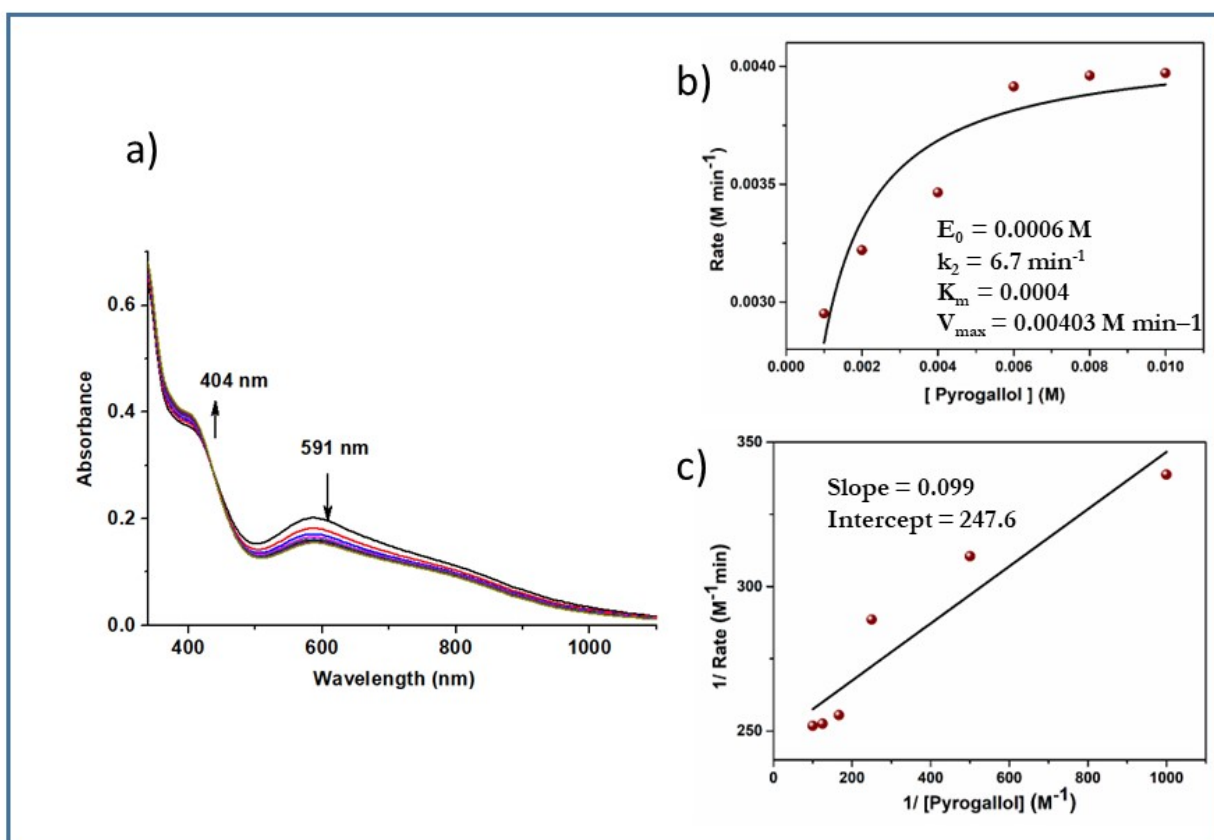 a)
404 nm
591 nm
0.6
0.4
0.2
0.0
Absorbance
400 600 800 1000
Wavelength (nm)
b)
0.0040
0.0035
0.0030
Rate (M min⁻¹)
E₀ = 0.0006 M
k₂ = 6.7 min⁻¹
Kₘ = 0.0004
Vₘₐₓ = 0.00403 M min–1
0.000 0.002 0.004 0.006 0.008 0.010
[ Pyrogallol ] (M)
c)
350
300
250
1/ Rate (M⁻¹min)
Slope = 0.099
Intercept = 247.6
0 200 400 600 800 1000
1/ [Pyrogallol] (M⁻¹)